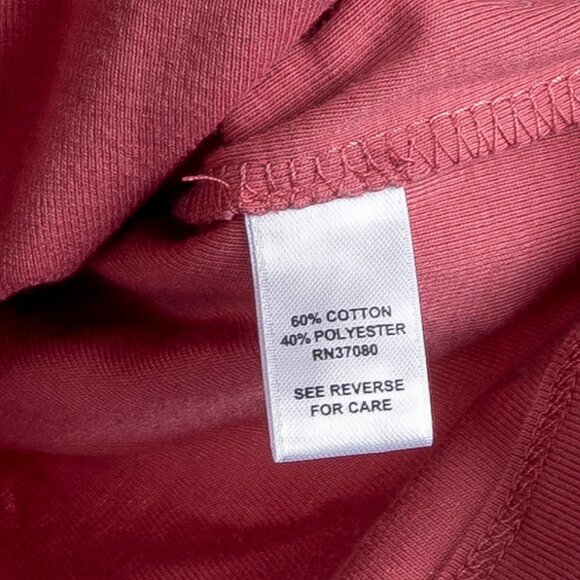 60% COTTON
40% POLYESTER
RN37080
SEE REVERSE
FOR CARE